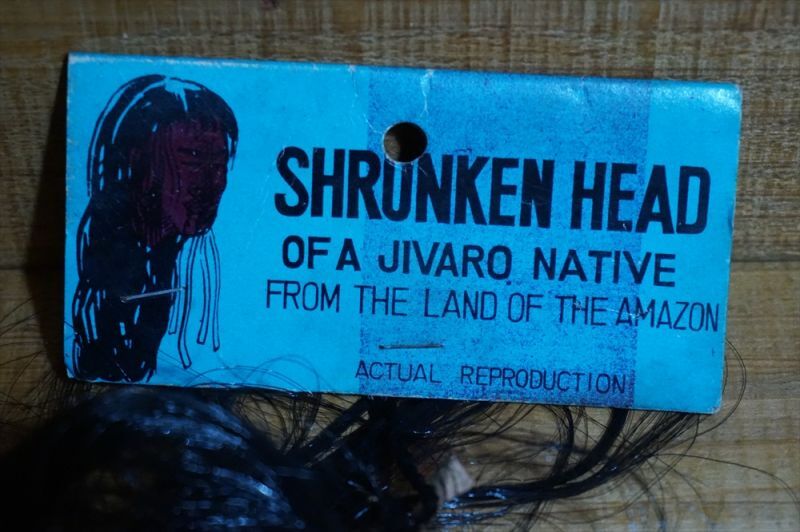 SHRUNKEN HEAD
OF A JIVARO NATIVE
FROM THE LAND OF THE AMAZON
ACTUAL REPRODUCTION